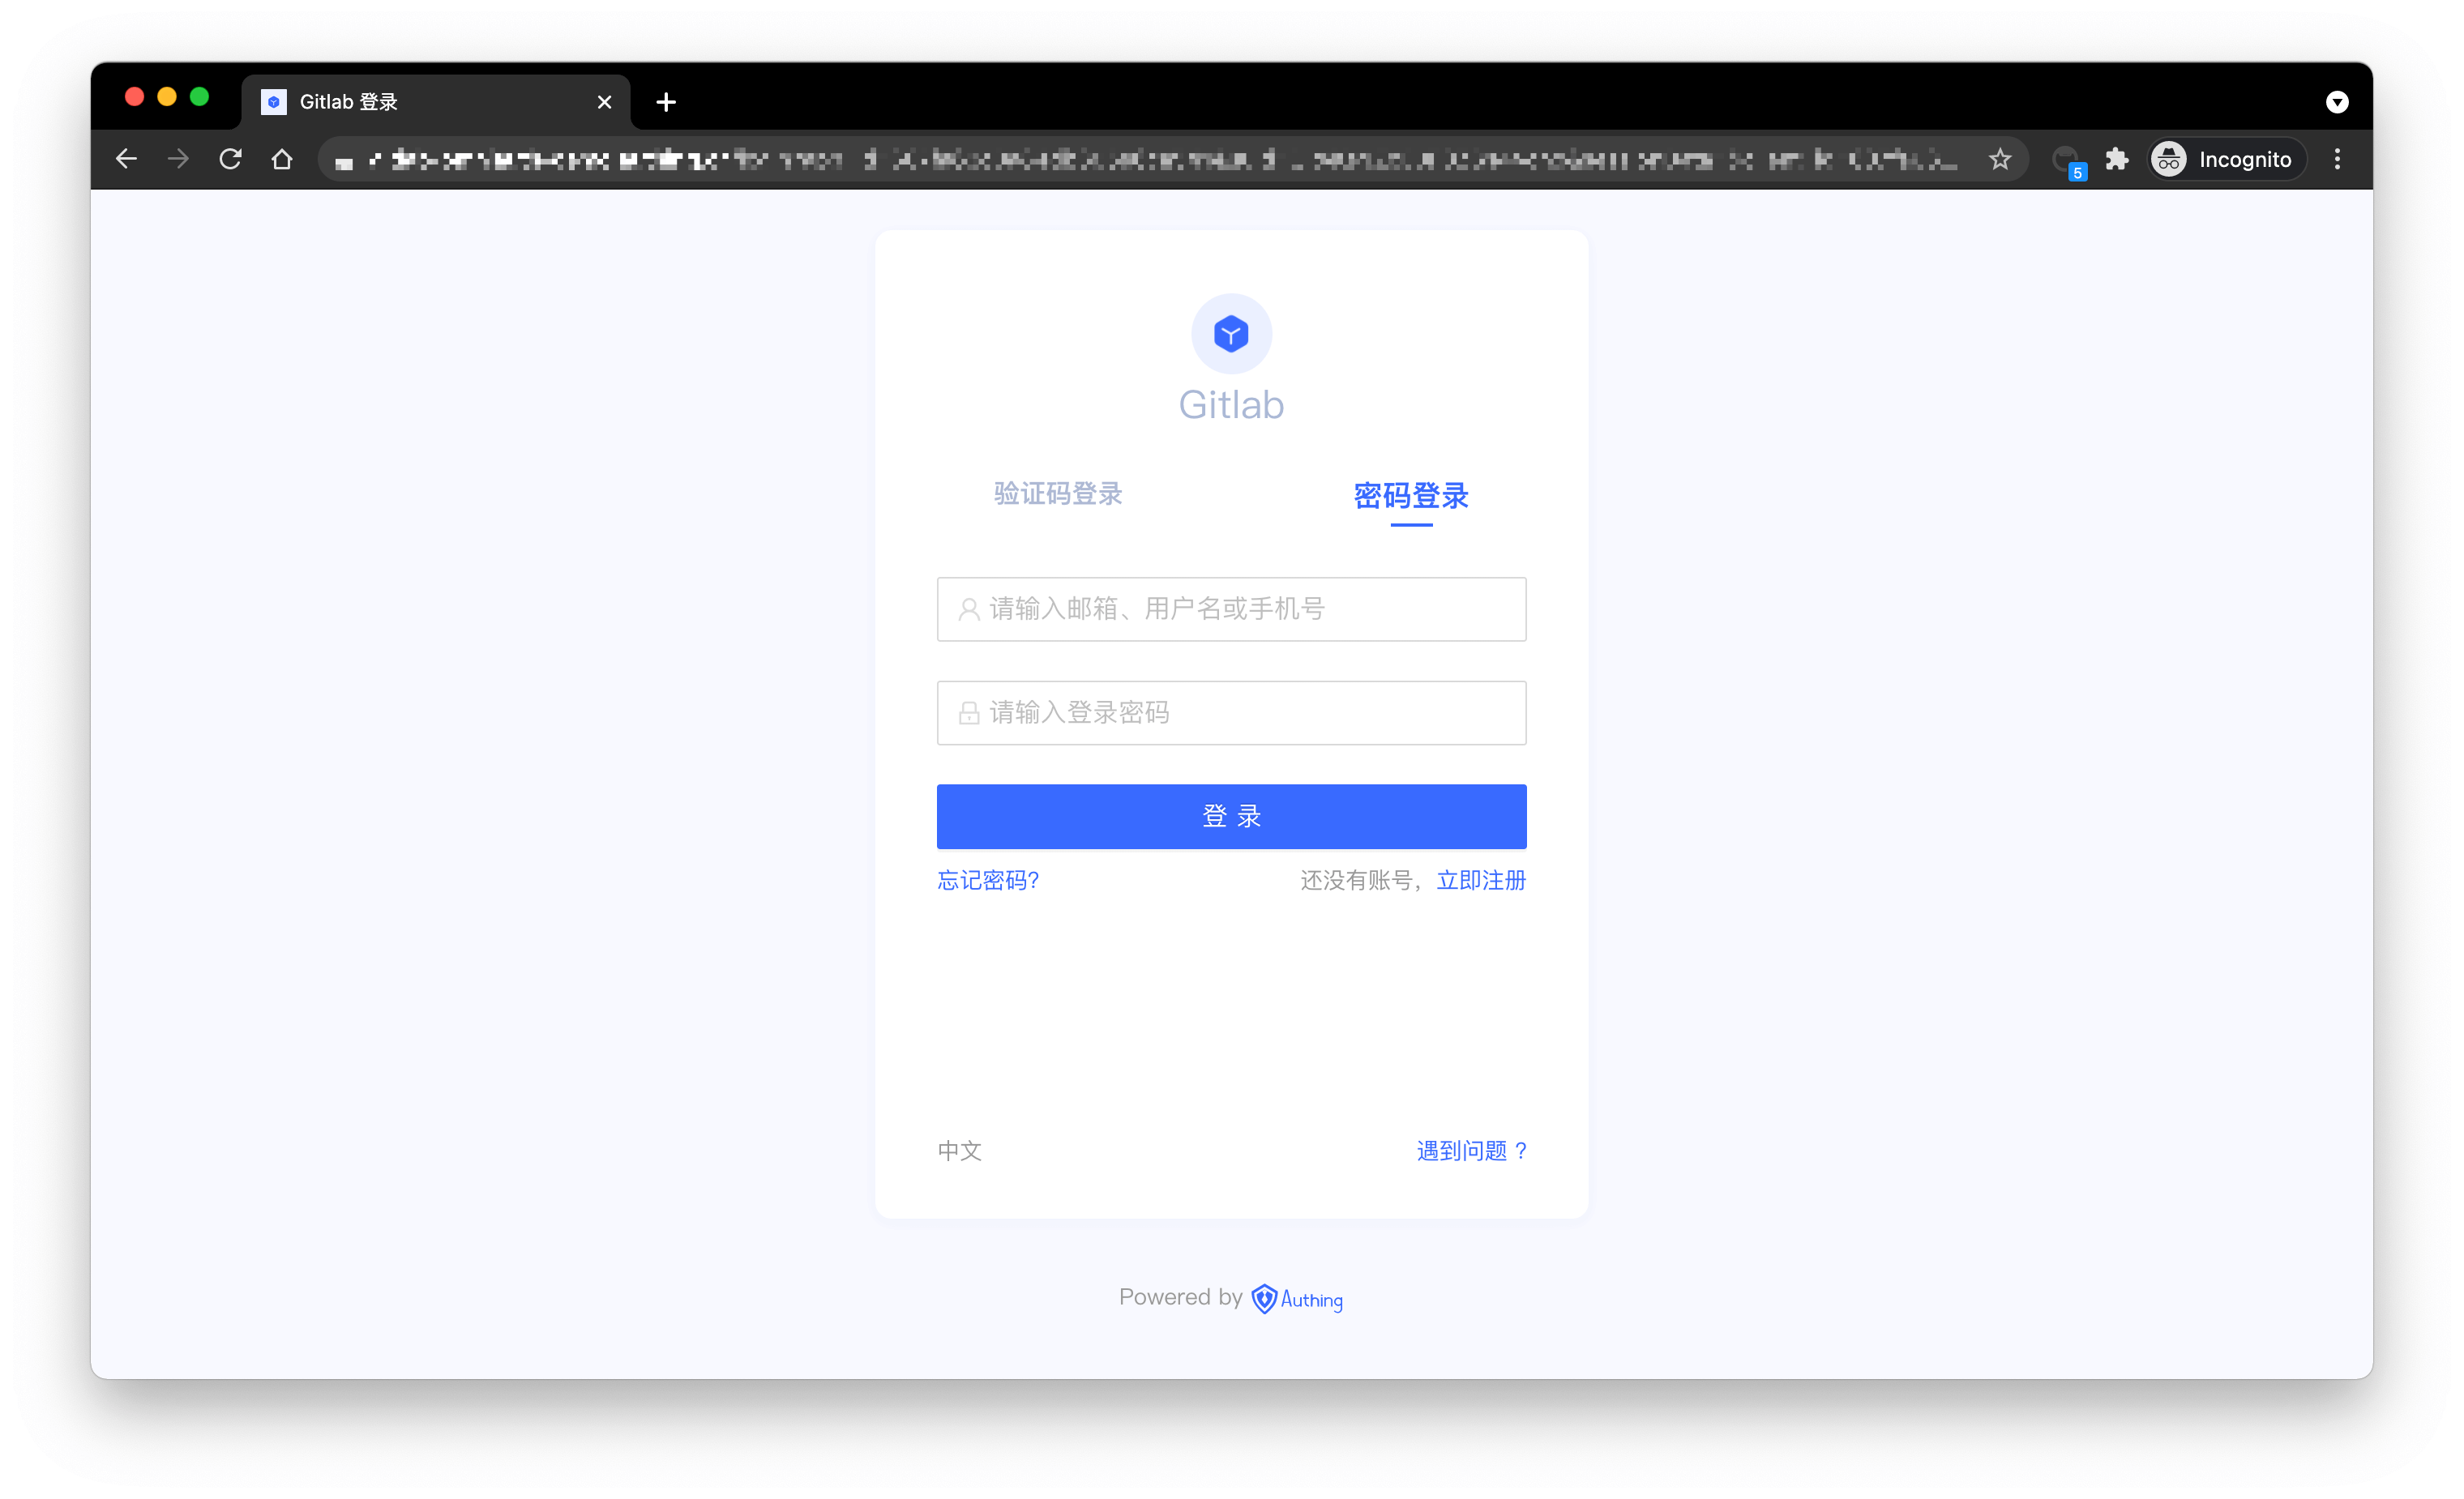 Gitlab 登录
5
Incognito
Gitlab
验证码登录
密码登录
请输入邮箱、用户名或手机号
请输入登录密码
登 录
忘记密码?
还没有账号，立即注册
中文
遇到问题 ?
Powered by Authing